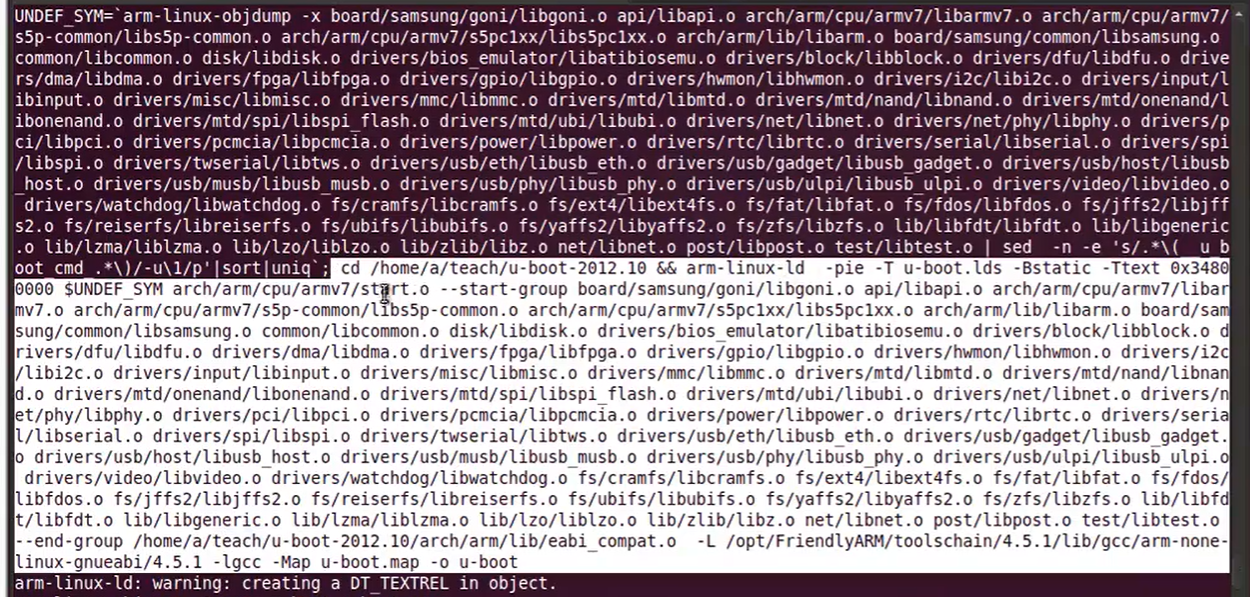 UNDEF_SYM=`arm-linux-objdump -x board/samsung/goni/libgoni.o api/libapi.o arch/arm/cpu/armv7/libarmv7.o arch/arm/cpu/armv7/
s5p-common/libs5p-common.o arch/arm/cpu/armv7/s5pc1xx/libs5pc1xx.o arch/arm/lib/libarm.o board/samsung/common/libsamsung.o
common/libcommon.o disk/libdisk.o drivers/bios_emulator/libatibiosemu.o drivers/block/libblock.o drivers/dfu/libdfu.o drive
rs/dma/libdma.o drivers/fpga/libfpga.o drivers/gpio/libgpio.o drivers/hwmon/libhwmon.o drivers/i2c/libi2c.o drivers/input/l
ibinput.o drivers/misc/libmisc.o drivers/mmc/libmmc.o drivers/mtd/libmtd.o drivers/mtd/nand/libnand.o drivers/mtd/onenand/l
ibonenand.o drivers/mtd/spi/libspi_flash.o drivers/mtd/ubi/libubi.o drivers/net/libnet.o drivers/net/phy/libphy.o drivers/p
ci/libpci.o drivers/pcmcia/libpcmcia.o drivers/power/libpower.o drivers/rtc/librtc.o drivers/serial/libserial.o drivers/spi
/libspi.o drivers/twserial/libtws.o drivers/usb/eth/libusb_eth.o drivers/usb/gadget/libusb_gadget.o drivers/usb/host/libusb
_host.o drivers/usb/musb/libusb_musb.o drivers/usb/phy/libusb_phy.o drivers/usb/ulpi/libusb_ulpi.o drivers/video/libvideo.o
drivers/watchdog/libwatchdog.o fs/cramfs/libcramfs.o fs/ext4/libext4fs.o fs/fat/libfat.o fs/fdos/libfdos.o fs/jffs2/libjff
s2.o fs/reiserfs/libreiserfs.o fs/ubifs/libubifs.o fs/yaffs2/libyaffs2.o fs/zfs/libzfs.o lib/libfdt/libfdt.o lib/libgeneric
.o lib/lzma/liblzma.o lib/lzo/liblzo.o lib/zlib/libz.o net/libnet.o post/libpost.o test/libtest.o | sed  -n -e 's/.*\(__u_b
oot_cmd_.*\)/-u\1/p'|sort|uniq`; cd /home/a/teach/u-boot-2012.10 && arm-linux-ld  -pie -T u-boot.lds -Bstatic -Ttext 0x3480
0000 $UNDEF_SYM arch/arm/cpu/armv7/start.o --start-group board/samsung/goni/libgoni.o api/libapi.o arch/arm/cpu/armv7/libar
mv7.o arch/arm/cpu/armv7/s5p-common/libs5p-common.o arch/arm/cpu/armv7/s5pc1xx/libs5pc1xx.o arch/arm/lib/libarm.o board/sam
sung/common/libsamsung.o common/libcommon.o disk/libdisk.o drivers/bios_emulator/libatibiosemu.o drivers/block/libblock.o d
rivers/dfu/libdfu.o drivers/dma/libdma.o drivers/fpga/libfpga.o drivers/gpio/libgpio.o drivers/hwmon/libhwmon.o drivers/i2c
/libi2c.o drivers/input/libinput.o drivers/misc/libmisc.o drivers/mmc/libmmc.o drivers/mtd/libmtd.o drivers/mtd/nand/libnan
d.o drivers/mtd/onenand/libonenand.o drivers/mtd/spi/libspi_flash.o drivers/mtd/ubi/libubi.o drivers/net/libnet.o drivers/n
et/phy/libphy.o drivers/pci/libpci.o drivers/pcmcia/libpcmcia.o drivers/power/libpower.o drivers/rtc/librtc.o drivers/seria
l/libserial.o drivers/spi/libspi.o drivers/twserial/libtws.o drivers/usb/eth/libusb_eth.o drivers/usb/gadget/libusb_gadget.
o drivers/usb/host/libusb_host.o drivers/usb/musb/libusb_musb.o drivers/usb/phy/libusb_phy.o drivers/usb/ulpi/libusb_ulpi.o
drivers/video/libvideo.o drivers/watchdog/libwatchdog.o fs/cramfs/libcramfs.o fs/ext4/libext4fs.o fs/fat/libfat.o fs/fdos/
libfdos.o fs/jffs2/libjffs2.o fs/reiserfs/libreiserfs.o fs/ubifs/libubifs.o fs/yaffs2/libyaffs2.o fs/zfs/libzfs.o lib/libfd
t/libfdt.o lib/libgeneric.o lib/lzma/liblzma.o lib/lzo/liblzo.o lib/zlib/libz.o net/libnet.o post/libpost.o test/libtest.o
--end-group /home/a/teach/u-boot-2012.10/arch/arm/lib/eabi_compat.o  -L /opt/FriendlyARM/toolschain/4.5.1/lib/gcc/arm-none-
linux-gnueabi/4.5.1 -lgcc -Map u-boot.map -o u-boot
arm-linux-ld: warning: creating a DT_TEXTREL in object.